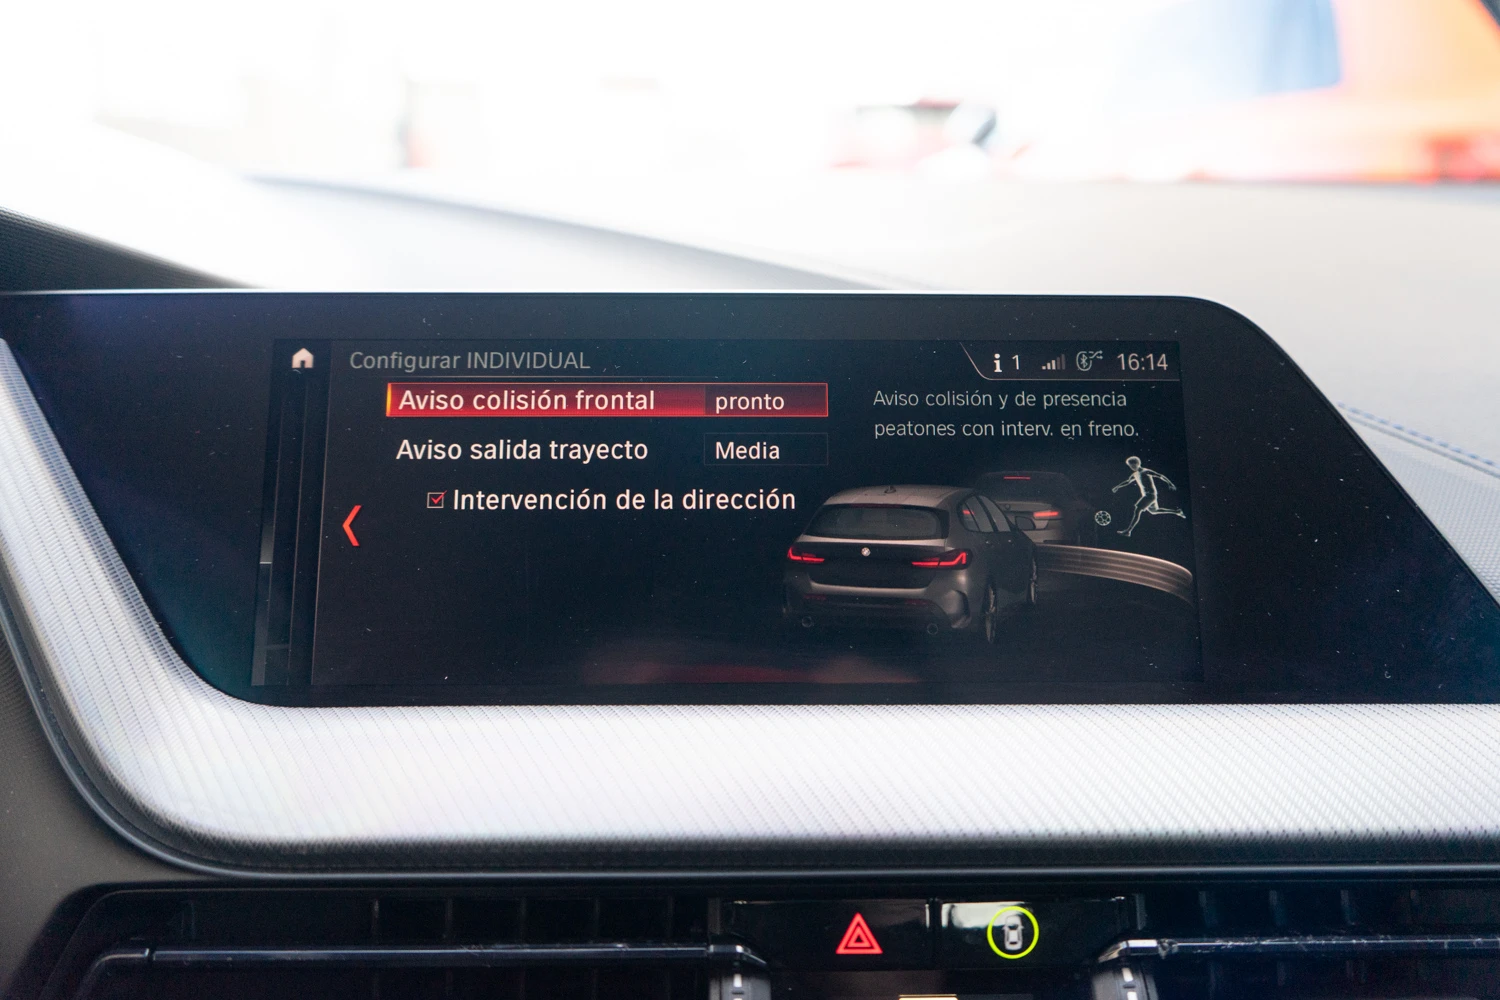 Configurar INDIVIDUAL
1 16:14
Aviso colisión frontal pronto
Aviso salida trayecto Media
Intervención de la dirección
Aviso colisión y de presencia
peatones con interv. en freno.